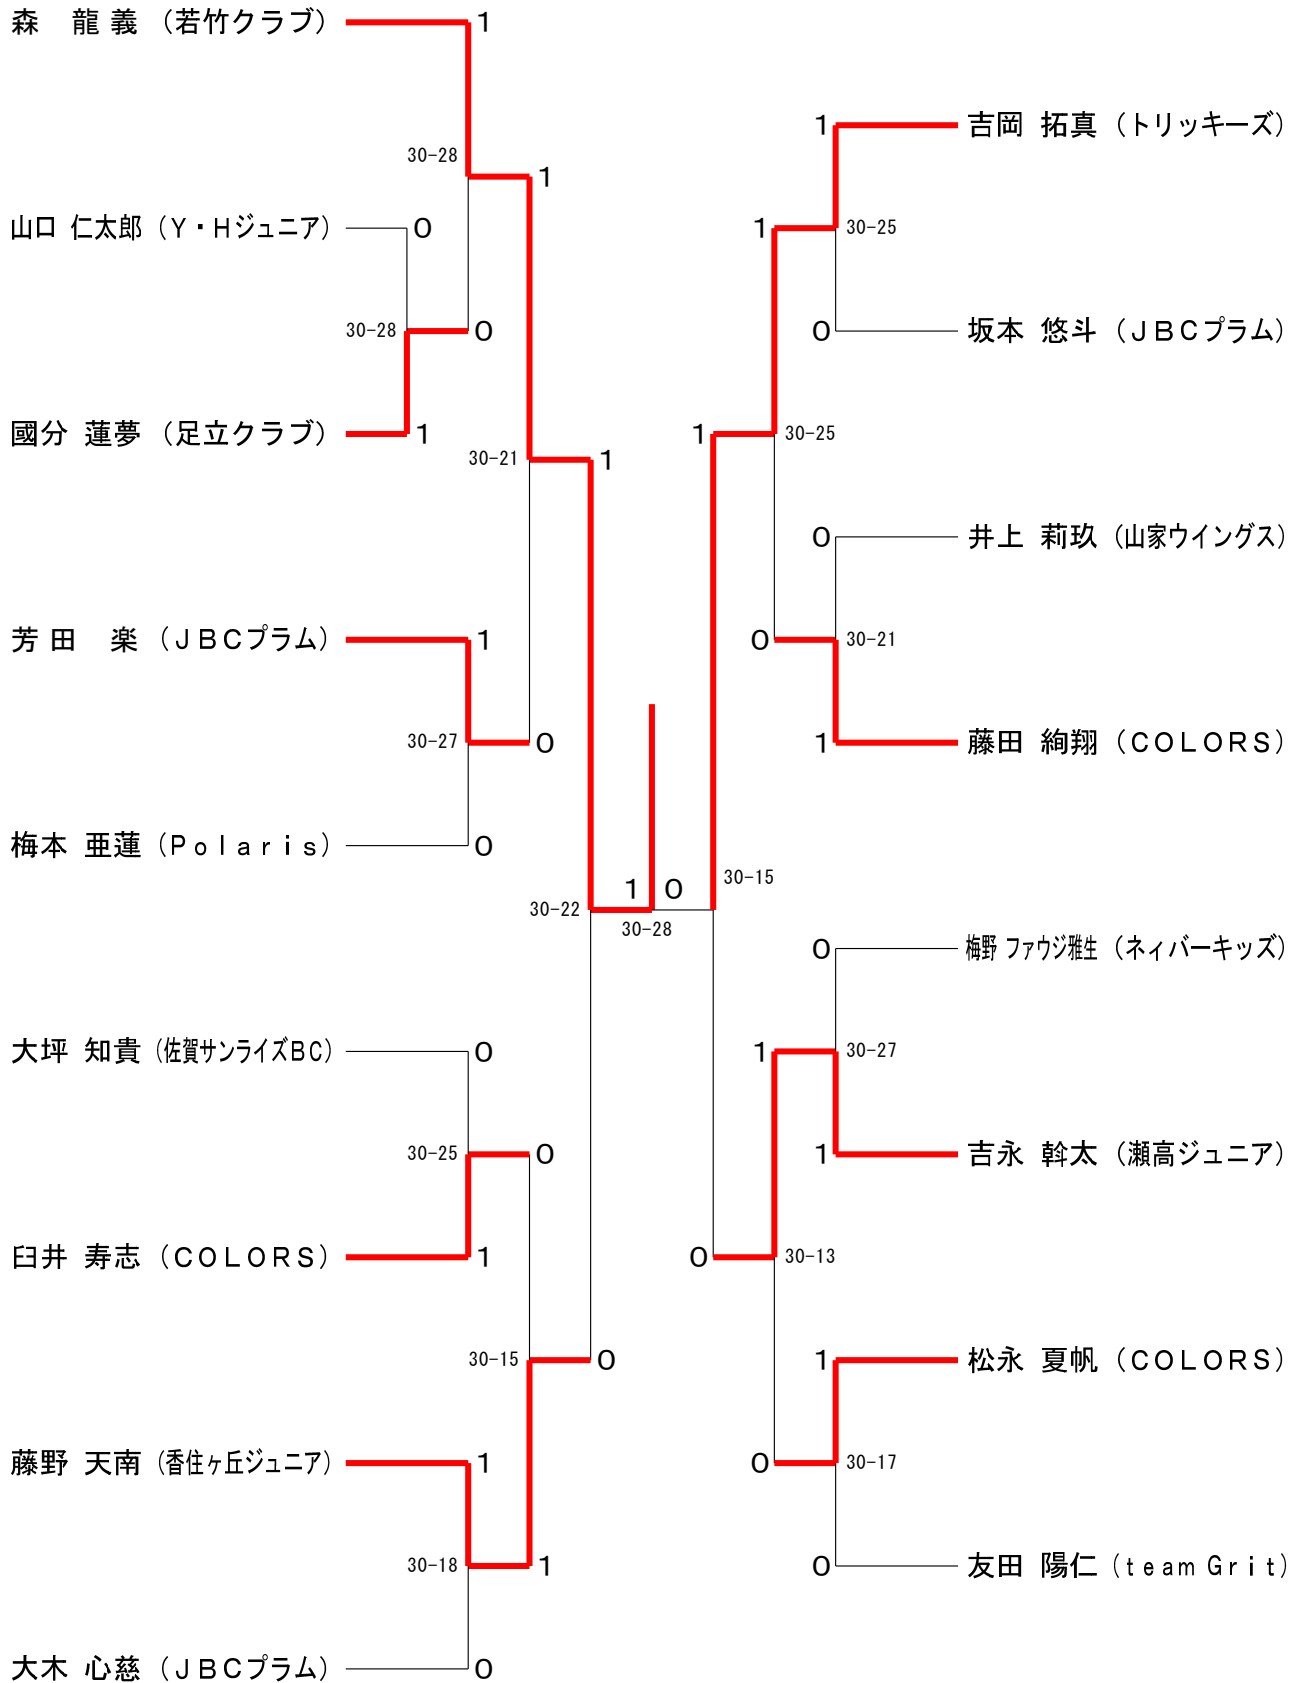 森　龍義（若竹クラブ）
1
30-28
1
山口 仁太郎（Ｙ・Ｈジュニア）
0
30-28
0
國分 蓮夢（足立クラブ）
1
30-21
1
芳田　楽（ＪＢＣプラム）
1
30-27
0
梅本 亜蓮（Ｐｏｌａｒｉｓ）
0
30-22
1
0
30-28
大坪 知貴（佐賀サンライズＢＣ）
0
30-25
0
臼井 寿志（ＣＯＬＯＲＳ）
1
30-15
0
藤野 天南（香住ヶ丘ジュニア）
1
30-18
1
大木 心慈（ＪＢＣプラム）
0
1
吉岡 拓真（トリッキーズ）
1
30-25
0
坂本 悠斗（ＪＢＣプラム）
1
30-25
0
井上 莉玖（山家ウイングス）
0
30-21
1
藤田 絢翔（ＣＯＬＯＲＳ）
30-15
0
梅野 ファウジ雅生（ネィバーキッズ）
1
30-27
1
吉永 斡太（瀬高ジュニア）
0
30-13
1
松永 夏帆（ＣＯＬＯＲＳ）
0
30-17
0
友田 陽仁（ｔｅａｍ Ｇｒｉｔ）